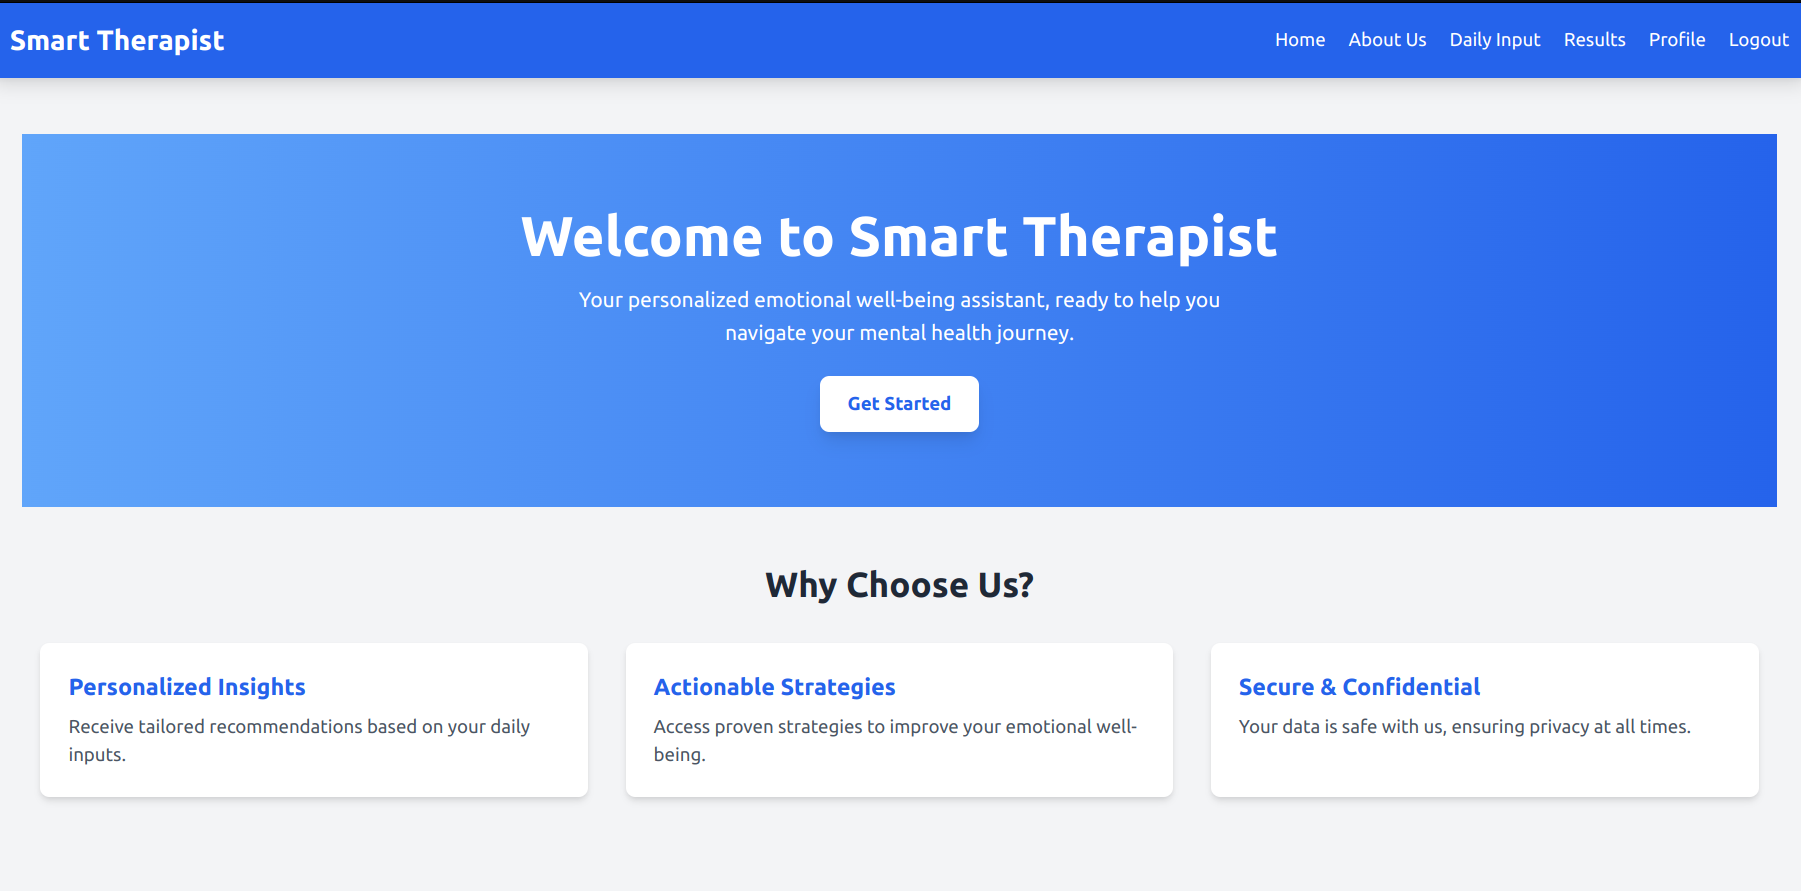 Smart Therapist
Home About Us Daily Input Results Profile Logout
Welcome to Smart Therapist
Your personalized emotional well-being assistant, ready to help you
navigate your mental health journey.
Get Started
Why Choose Us?
Personalized Insights
Receive tailored recommendations based on your daily
inputs.
Actionable Strategies
Access proven strategies to improve your emotional well-
being.
Secure & Confidential
Your data is safe with us, ensuring privacy at all times.